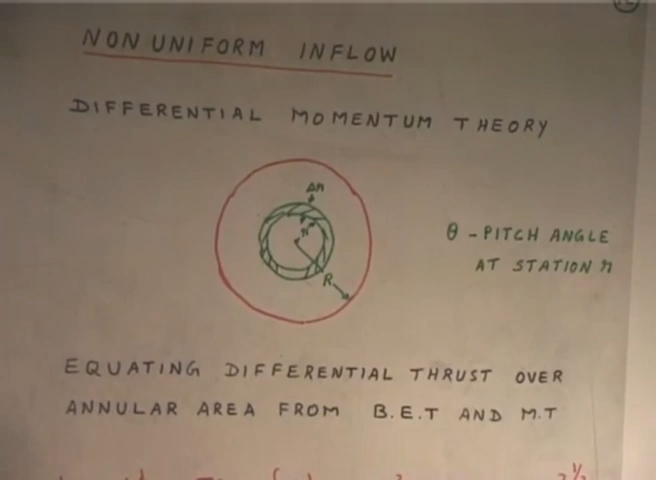 NON UNIFORM INFLOW
DIFFERENTIAL MOMENTUM THEORY
Δr
r
R
θ - PITCH ANGLE
AT STATION r
EQUATING DIFFERENTIAL THRUST OVER
ANNULAR AREA FROM B.E.T AND M.T